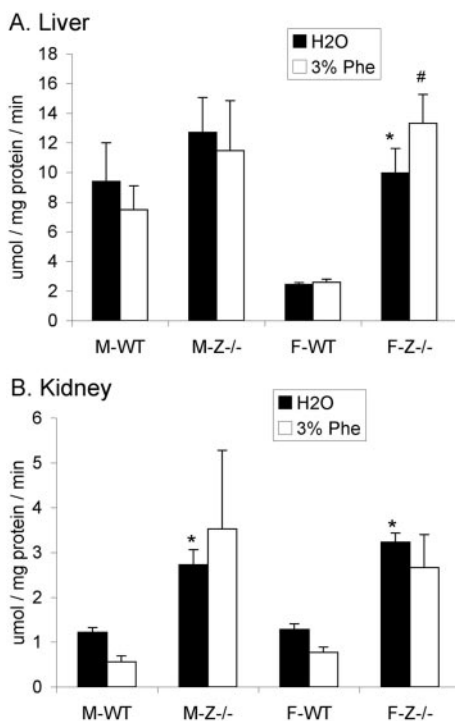 A. Liver
H2O
3% Phe
umol / mg protein / min
18
16
14
12
10
8
6
4
2
0
*
#
M-WT M-Z-/- F-WT F-Z-/-
B. Kidney
H2O
3% Phe
umol / mg protein / min
6
5
4
3
2
1
0
*
*
M-WT M-Z-/- F-WT F-Z-/-